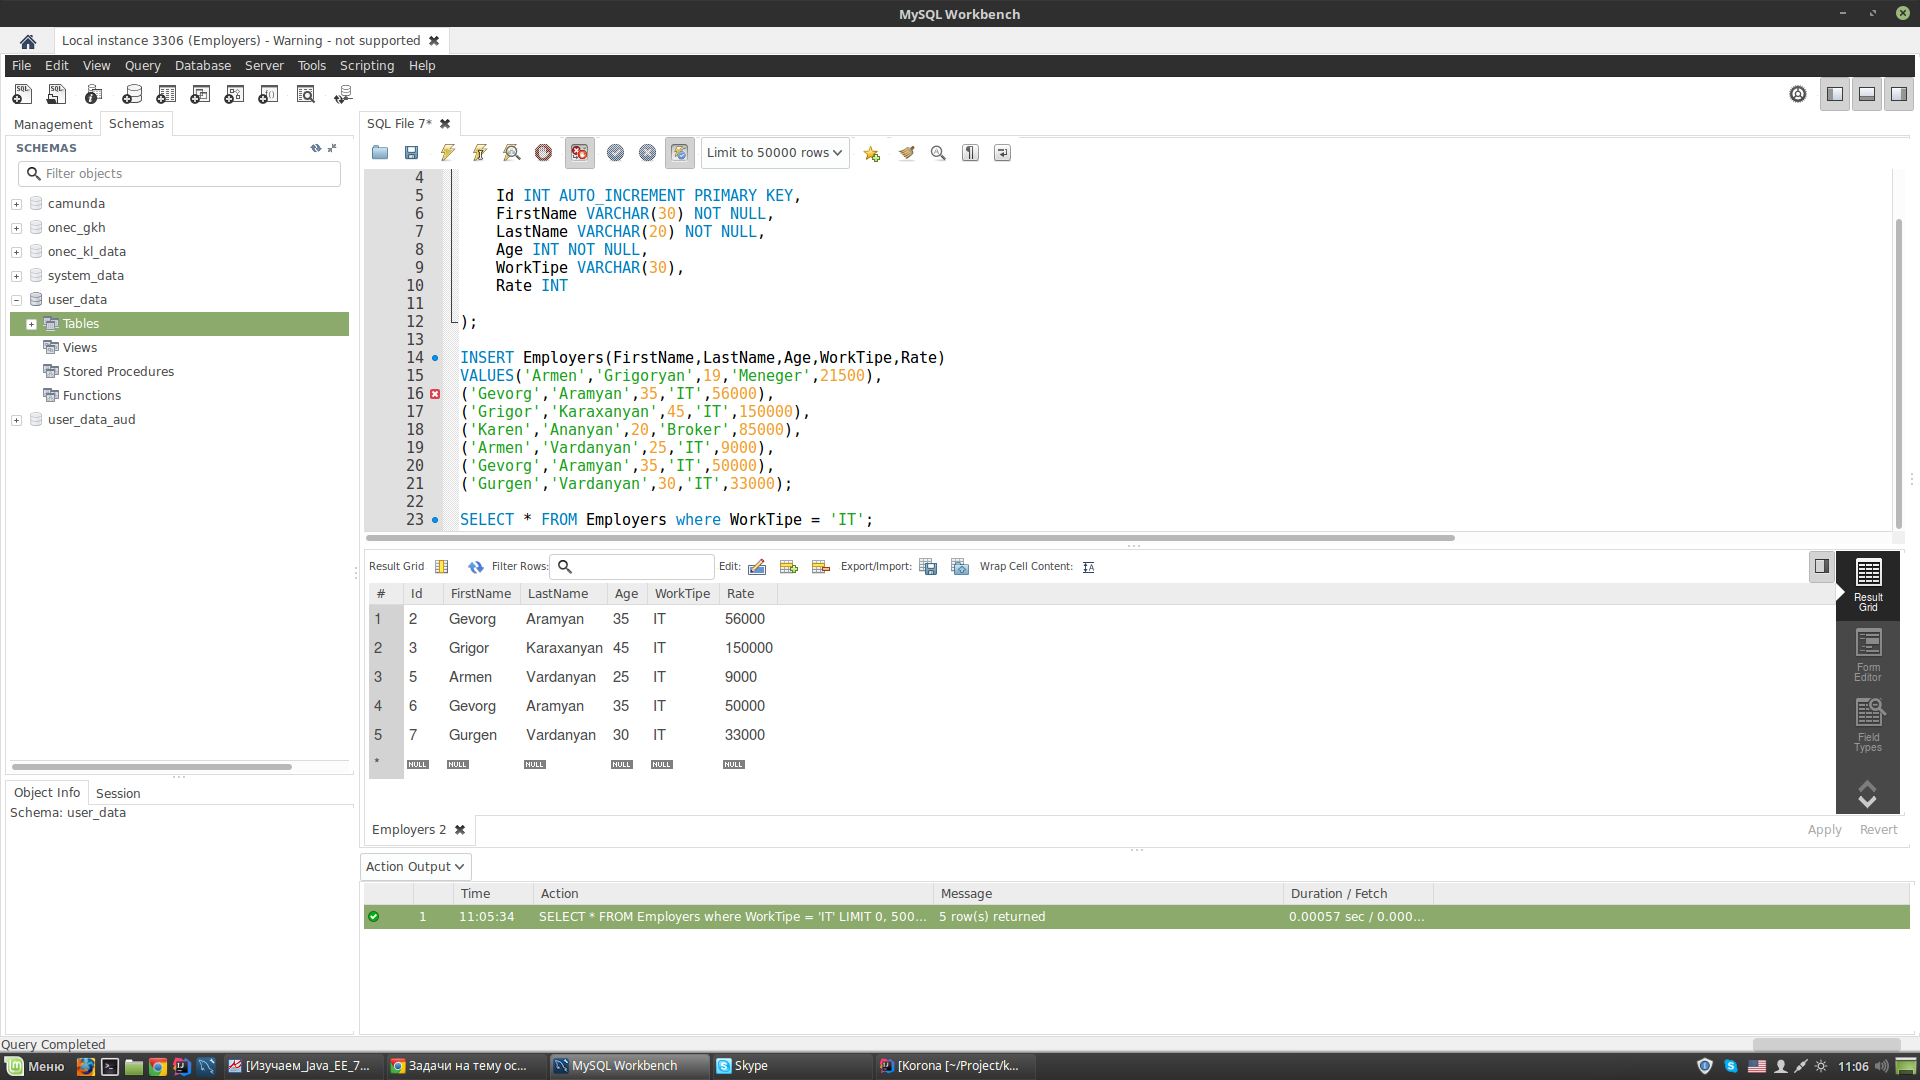 MySQL Workbench
Local instance 3306 (Employers) - Warning - not supported
File Edit View Query Database Server Tools Scripting Help
Management Schemas
SQL File 7*
SCHEMAS
Filter objects
camunda
onec_gkh
onec_kl_data
system_data
user_data
Tables
Views
Stored Procedures
Functions
user_data_aud
Object Info Session
Schema: user_data
Limit to 50000 rows
4
5 Id INT AUTO_INCREMENT PRIMARY KEY,
6 FirstName VARCHAR(30) NOT NULL,
7 LastName VARCHAR(20) NOT NULL,
8 Age INT NOT NULL,
9 WorkTipe VARCHAR(30),
10 Rate INT
11
12 );
13
14 INSERT Employers(FirstName,LastName,Age,WorkTipe,Rate)
15 VALUES('Armen','Grigoryan',19,'Meneger',21500),
16 ('Gevorg','Aramyan',35,'IT',56000),
17 ('Grigor','Karaxanyan',45,'IT',150000),
18 ('Karen','Ananyan',20,'Broker',85000),
19 ('Armen','Vardanyan',25,'IT',9000),
20 ('Gevorg','Aramyan',35,'IT',50000),
21 ('Gurgen','Vardanyan',30,'IT',33000);
22
23 SELECT * FROM Employers where WorkTipe = 'IT';
Result Grid Filter Rows: Edit: Export/Import: Wrap Cell Content:
# Id FirstName LastName Age WorkTipe Rate
1 2 Gevorg Aramyan 35 IT 56000
2 3 Grigor Karaxanyan 45 IT 150000
3 5 Armen Vardanyan 25 IT 9000
4 6 Gevorg Aramyan 35 IT 50000
5 7 Gurgen Vardanyan 30 IT 33000
* NULL NULL NULL NULL NULL NULL
Result
Grid
Form
Editor
Field
Types
Employers 2
Apply Revert
Action Output
Time Action Message Duration / Fetch
1 11:05:34 SELECT * FROM Employers where WorkTipe = 'IT' LIMIT 0, 500... 5 row(s) returned 0.00057 sec / 0.000...
Query Completed
Меню [Изучаем_Java_EE_7... Задачи на тему ос... MySQL Workbench Skype [Korona [~/Project/k... 11:06